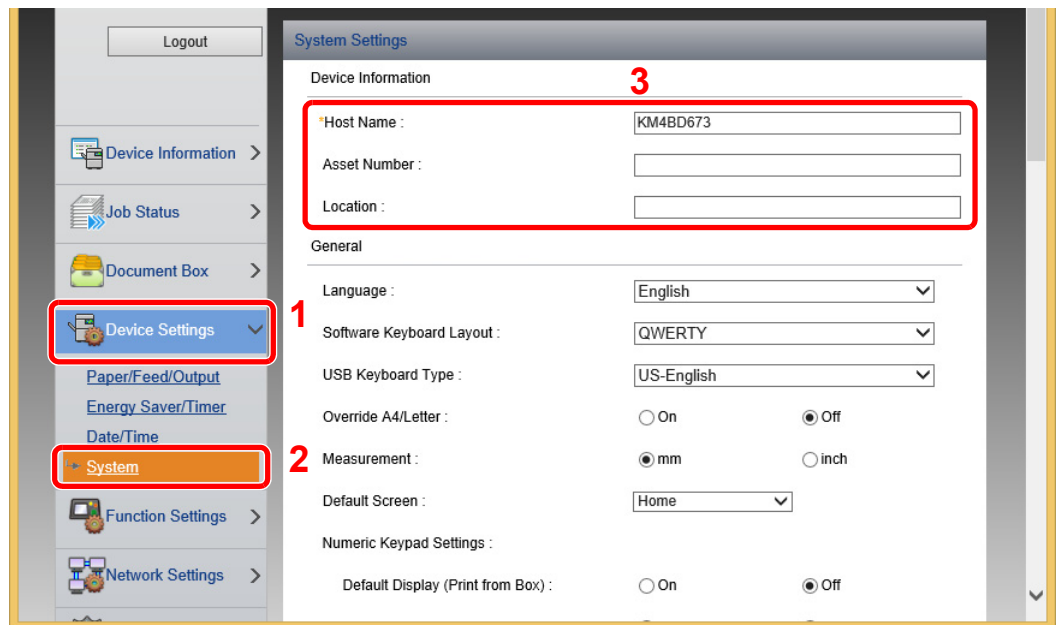 Logout
System Settings
Device Information
3
*Host Name :
KM4BD673
Device Information
Asset Number :
Job Status
Location :
General
Document Box
Language :
English
1
Device Settings
Software Keyboard Layout :
QWERTY
Paper/Feed/Output
USB Keyboard Type :
US-English
Energy Saver/Timer
Override A4/Letter :
On
Off
Date/Time
System
2
Measurement :
mm
inch
Default Screen :
Home
Function Settings
Numeric Keypad Settings :
Network Settings
Default Display (Print from Box) :
On
Off